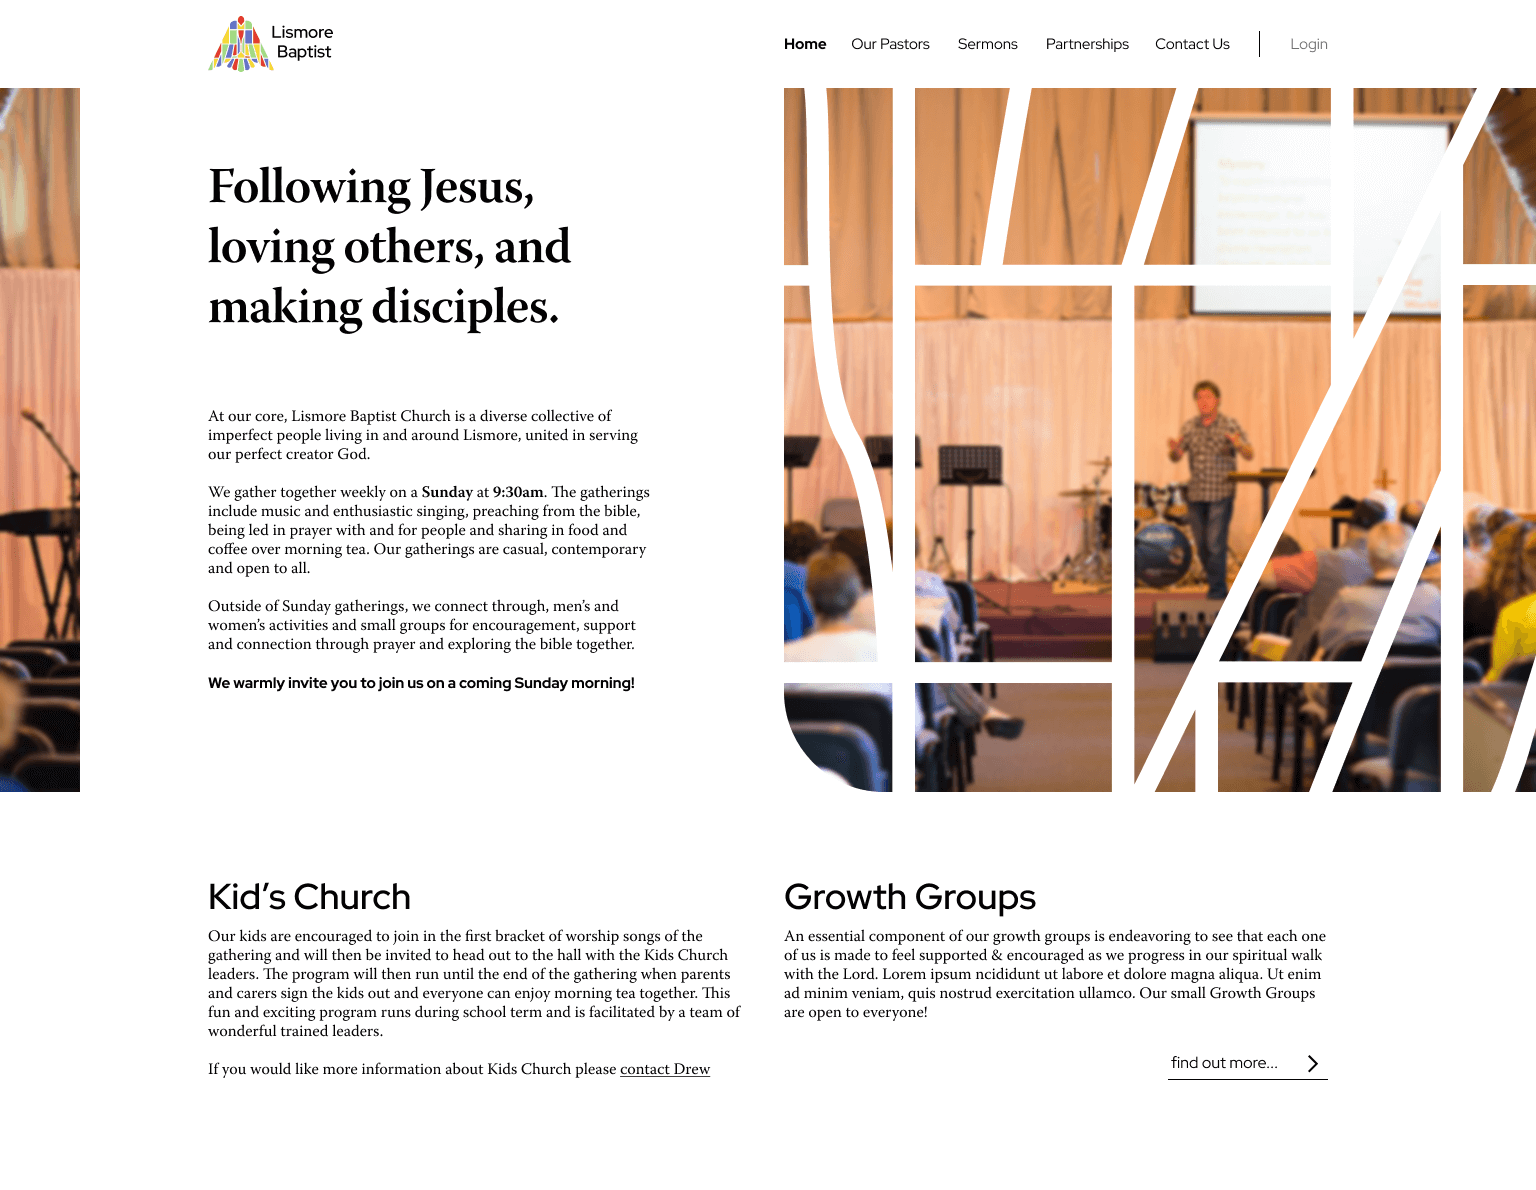 Lismore
Baptist
Home Our Pastors Sermons Partnerships Contact Us Login
Following Jesus,
loving others, and
making disciples.
At our core, Lismore Baptist Church is a diverse collective of
imperfect people living in and around Lismore, united in serving
our perfect creator God.
We gather together weekly on a Sunday at 9:30am. The gatherings
include music and enthusiastic singing, preaching from the bible,
being led in prayer with and for people and sharing in food and
coffee over morning tea. Our gatherings are casual, contemporary
and open to all.
Outside of Sunday gatherings, we connect through, men’s and
women’s activities and small groups for encouragement, support
and connection through prayer and exploring the bible together.
We warmly invite you to join us on a coming Sunday morning!
Kid’s Church
Our kids are encouraged to join in the first bracket of worship songs of the
gathering and will then be invited to head out to the hall with the Kids Church
leaders. The program will then run until the end of the gathering when parents
and carers sign the kids out and everyone can enjoy morning tea together. This
fun and exciting program runs during school term and is facilitated by a team of
wonderful trained leaders.
If you would like more information about Kids Church please contact Drew
Growth Groups
An essential component of our growth groups is endeavoring to see that each one
of us is made to feel supported & encouraged as we progress in our spiritual walk
with the Lord. Lorem ipsum ncididunt ut labore et dolore magna aliqua. Ut enim
ad minim veniam, quis nostrud exercitation ullamco. Our small Growth Groups
are open to everyone!
find out more...